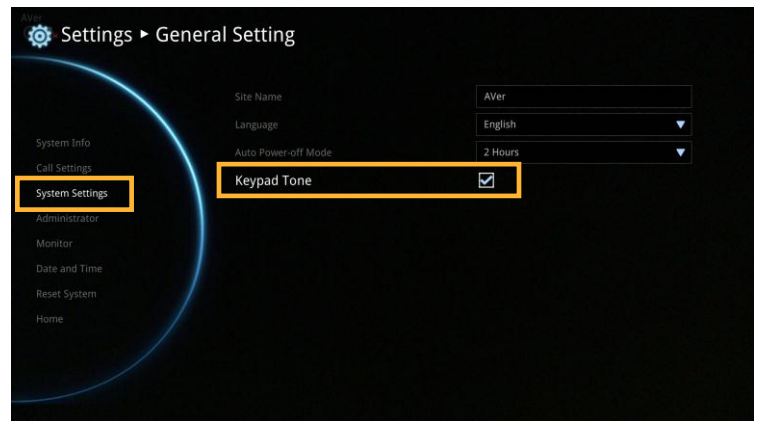 AVer
Settings ▸ General Setting
Site Name AVer
Language English
Auto Power-off Mode 2 Hours
Keypad Tone
System Info
Call Settings
System Settings
Administrator
Monitor
Date and Time
Reset System
Home